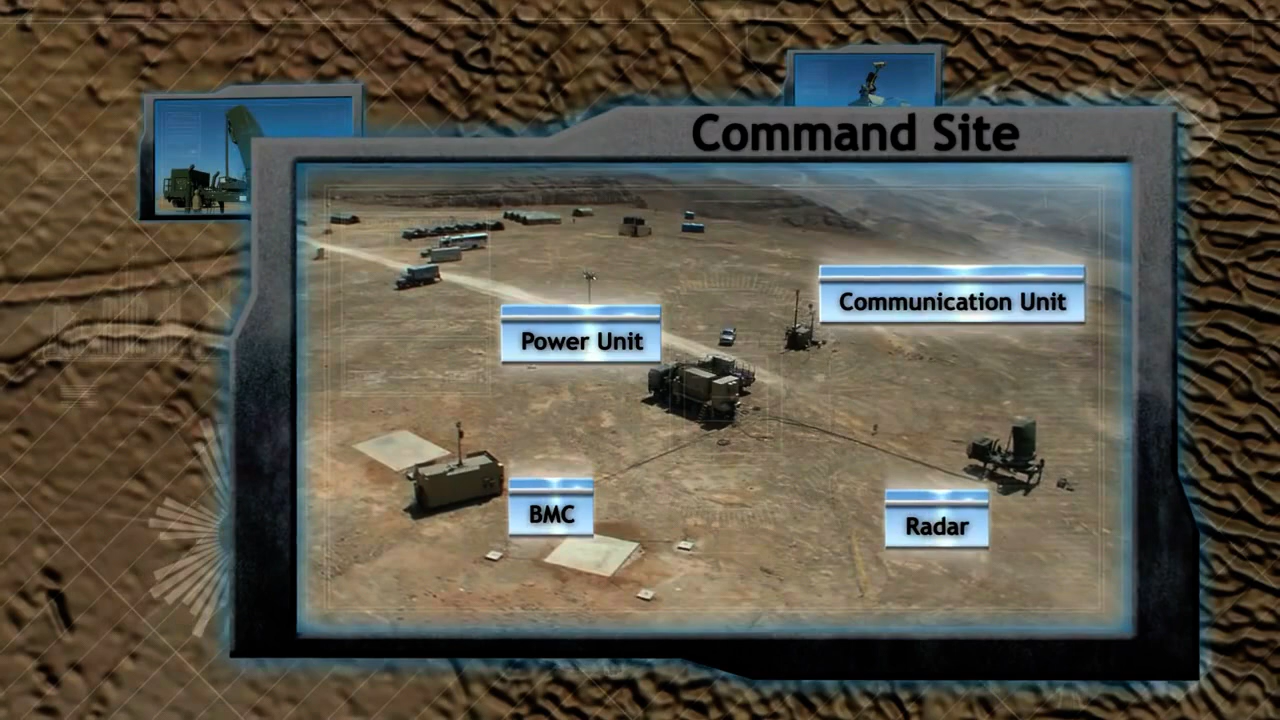 Command Site
Communication Unit
Power Unit
BMC
Radar